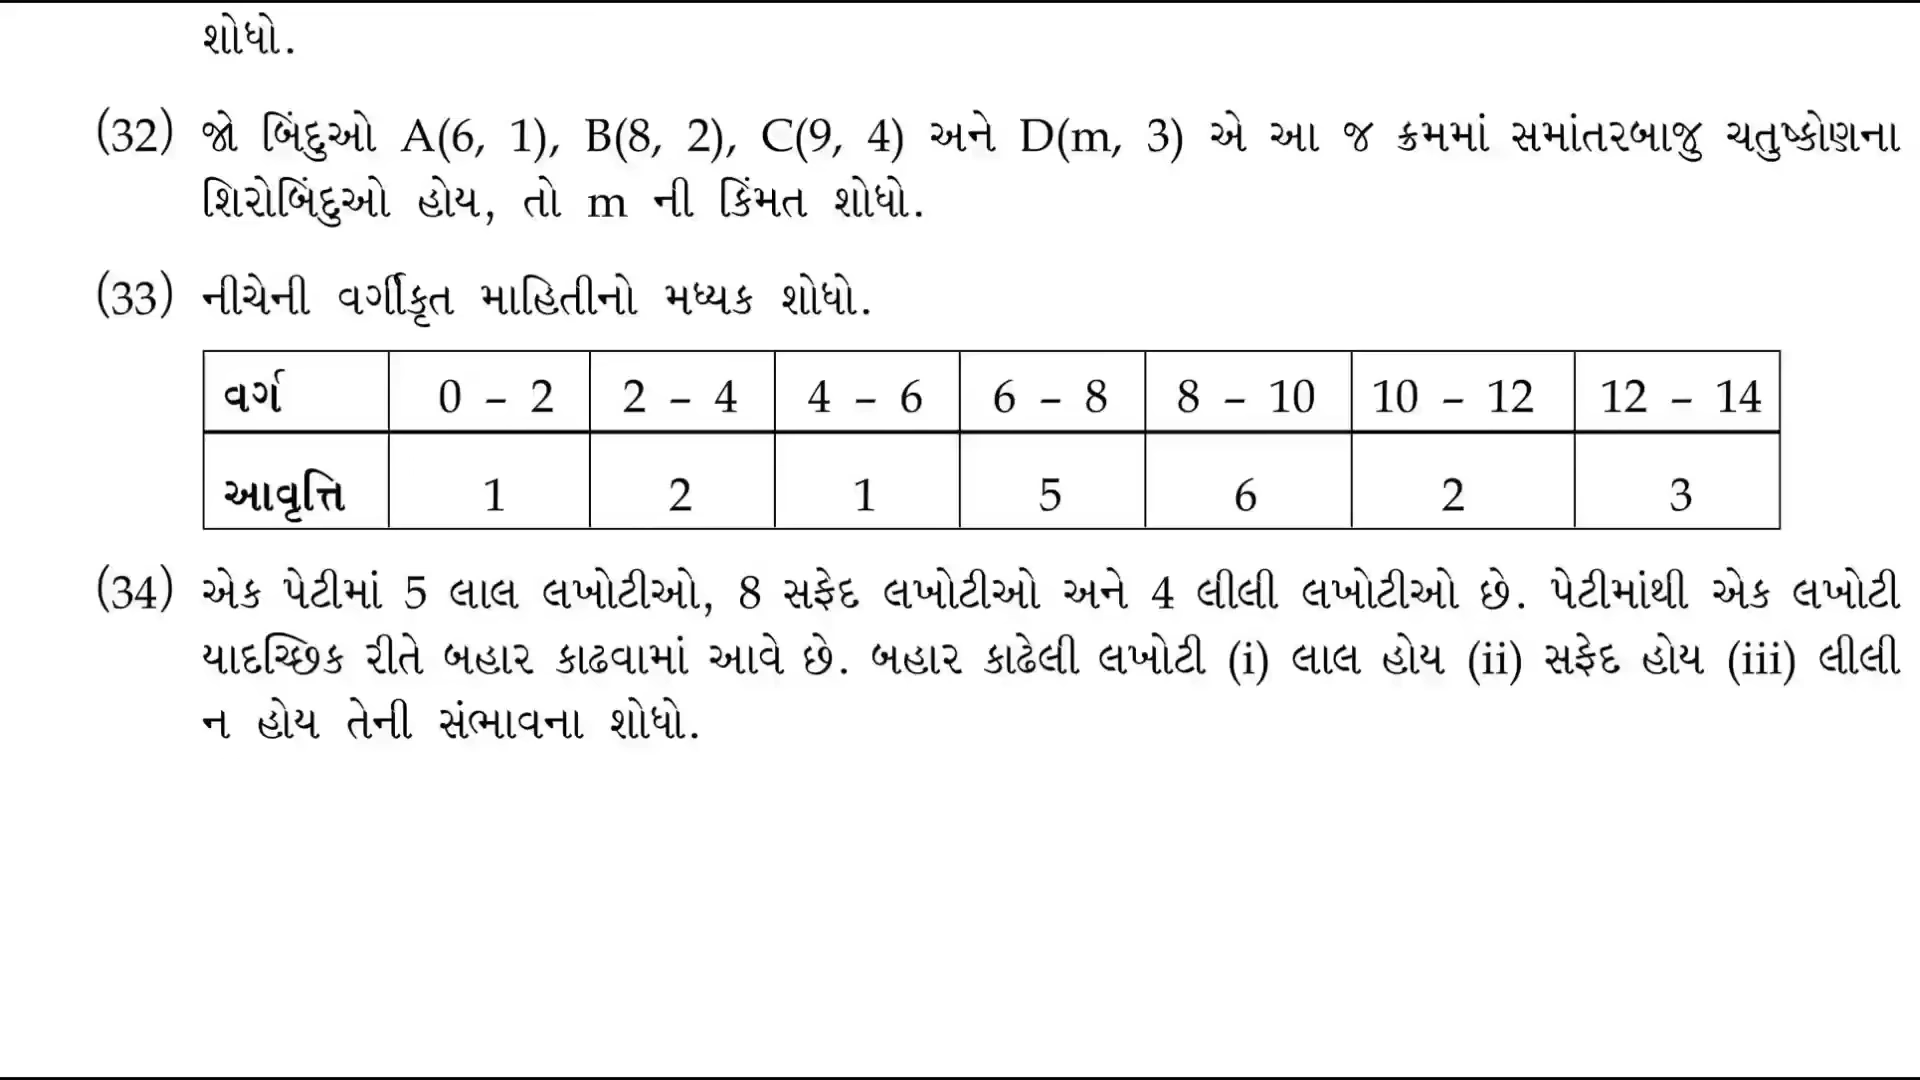 શોધો.
(32) જો બિંદુઓ A(6, 1), B(8, 2), C(9, 4) અને D(m, 3) એ આ જ ક્રમમાં સમાંતરબાજુ ચતુષ્કોણના
શિરોબિંદુઓ હોય, તો m ની કિંમત શોધો.
(33) નીચેની વર્ગીકૃત માહિતીનો મધ્યક શોધો.
વર્ગ 0 – 2 2 – 4 4 – 6 6 – 8 8 – 10 10 – 12 12 – 14
આવૃત્તિ 1 2 1 5 6 2 3
(34) એક પેટીમાં 5 લાલ લખોટીઓ, 8 સફેદ લખોટીઓ અને 4 લીલી લખોટીઓ છે. પેટીમાંથી એક લખોટી
યાદચ્છિક રીતે બહાર કાઢવામાં આવે છે. બહાર કાઢેલી લખોટી (i) લાલ હોય (ii) સફેદ હોય (iii) લીલી
ન હોય તેની સંભાવના શોધો.